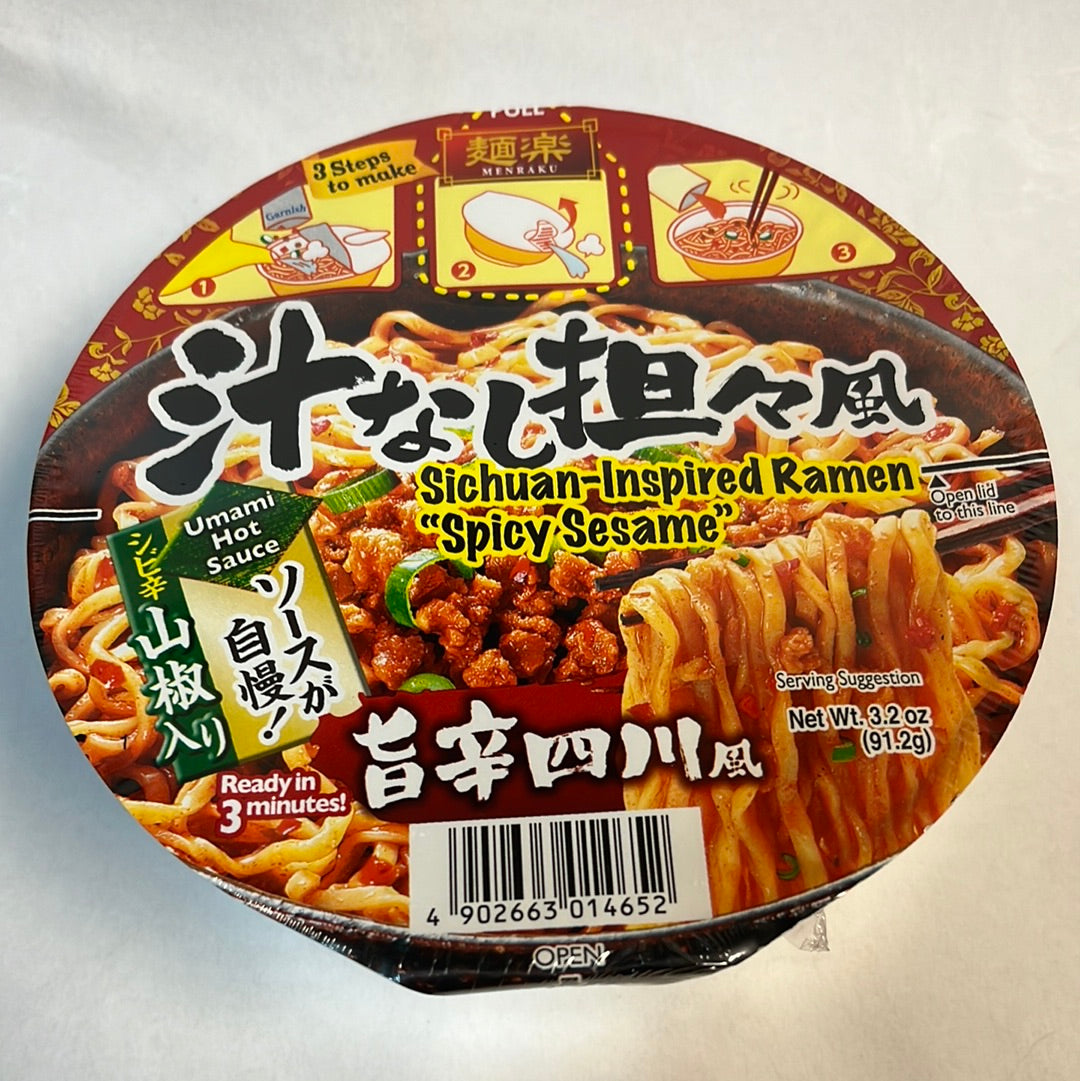 PULL
麺楽
MENRAKU
3 Steps
to make
Garnish
1
2
3
汁なし担々風
Sichuan-Inspired Ramen
"Spicy Sesame"
Open lid
to this line
Umami
Hot
Sauce
シビ辛
山椒入り
ソースが
自慢!
Serving Suggestion
Net Wt. 3.2 oz
(91.2g)
旨辛四川風
Ready in
3 minutes!
4 902663 014652
OPEN